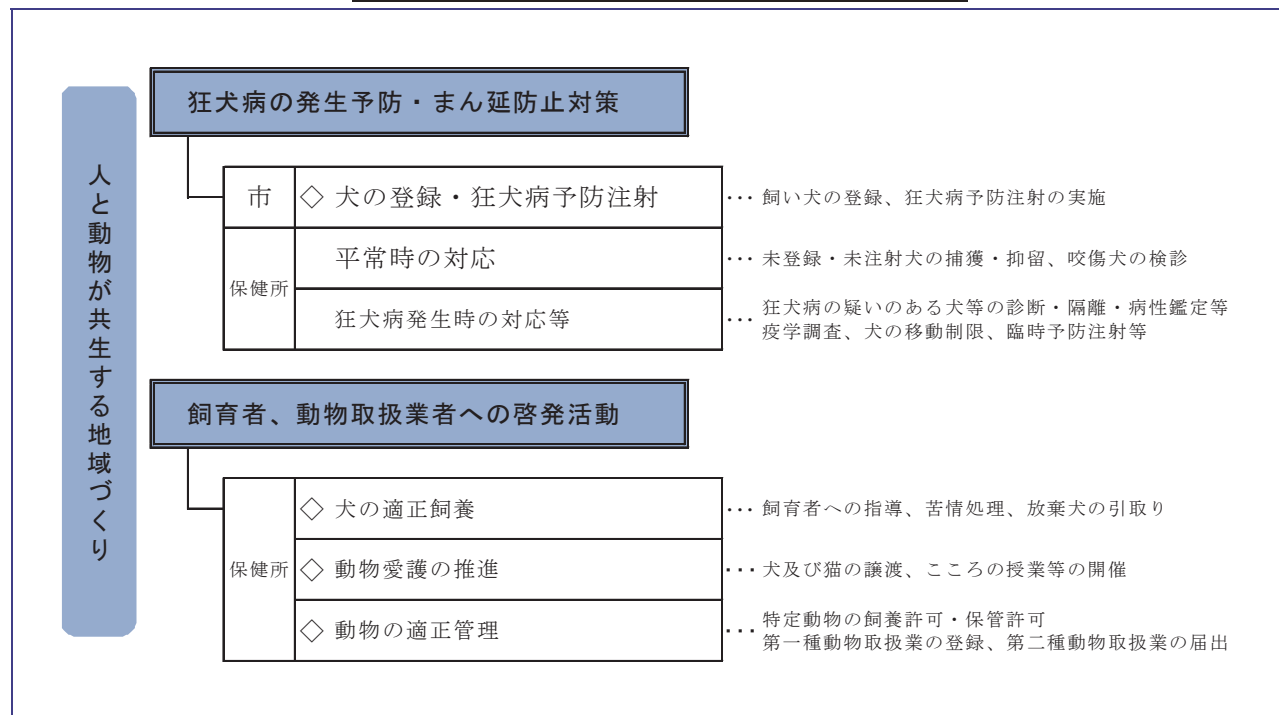 人と動物が共生する地域づくり
狂犬病の発生予防・まん延防止対策
市
◇ 犬の登録・狂犬病予防注射
・・・ 飼い犬の登録、狂犬病予防注射の実施
保健所
平常時の対応
・・・ 未登録・未注射犬の捕獲・抑留、咬傷犬の検診
狂犬病発生時の対応等
・・・ 狂犬病の疑いのある犬等の診断・隔離・病性鑑定等
疫学調査、犬の移動制限、臨時予防注射等
飼育者、動物取扱業者への啓発活動
保健所
◇ 犬の適正飼養
・・・ 飼育者への指導、苦情処理、放棄犬の引取り
◇ 動物愛護の推進
・・・ 犬及び猫の譲渡、こころの授業等の開催
◇ 動物の適正管理
・・・ 特定動物の飼養許可・保管許可
第一種動物取扱業の登録、第二種動物取扱業の届出